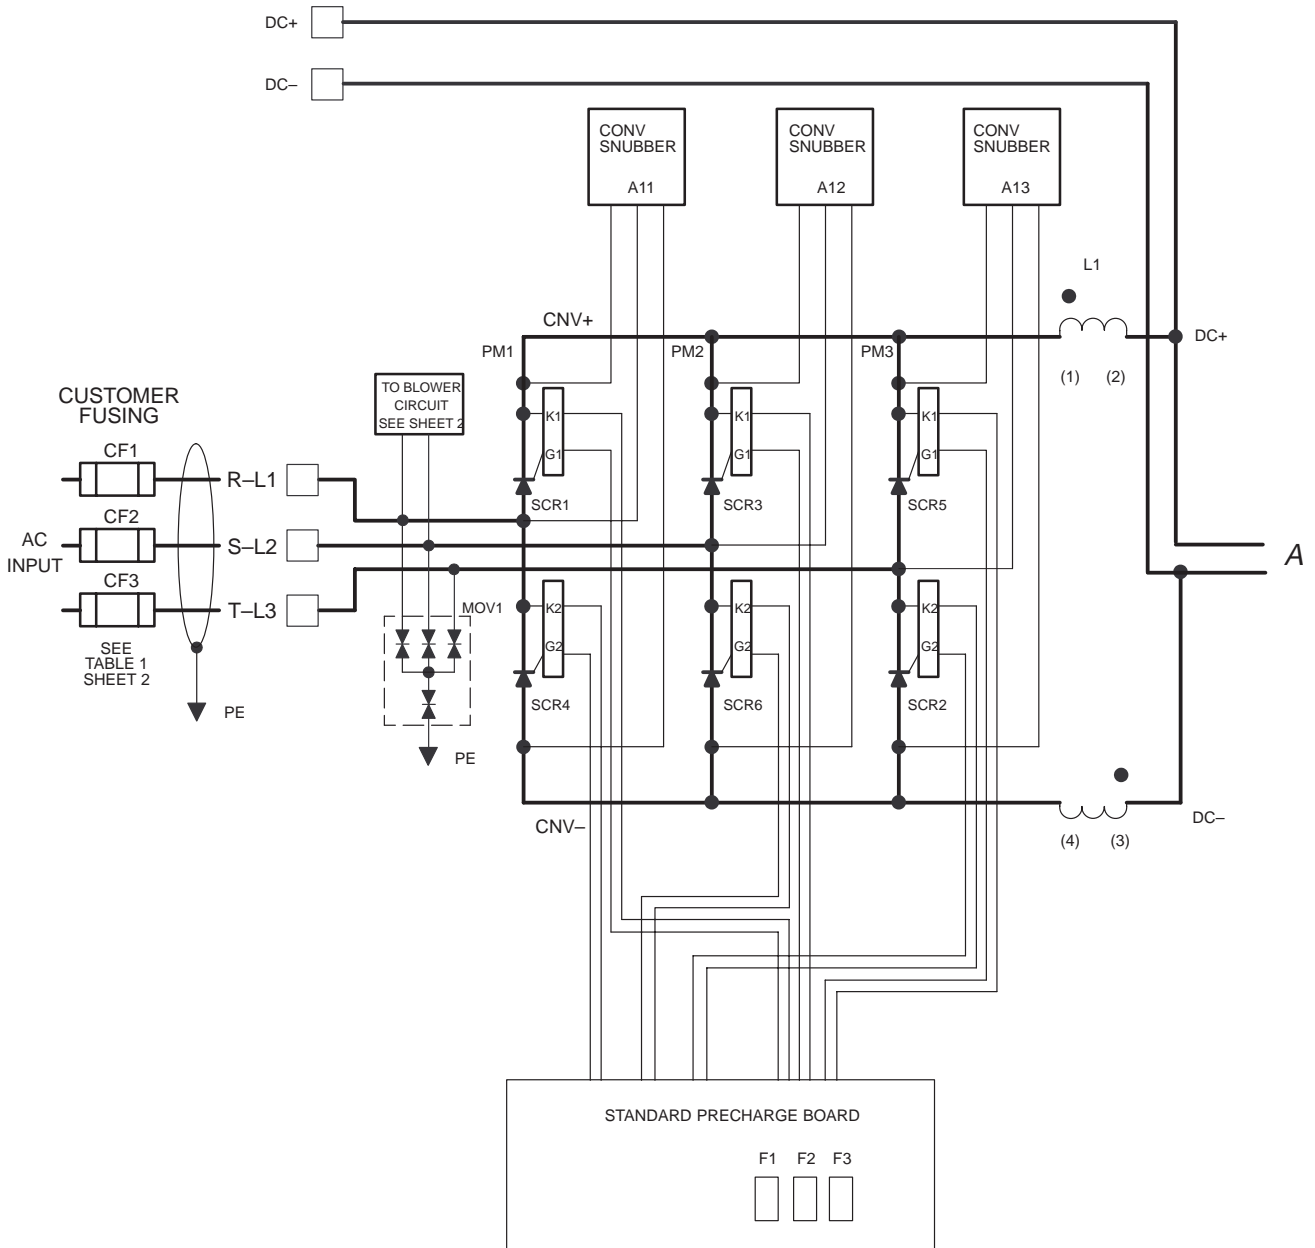 DC+
DC–
CONV
SNUBBER
A11
CONV
SNUBBER
A12
CONV
SNUBBER
A13
L1
CNV+
PM1
PM2
PM3
DC+
(1)
(2)
TO BLOWER
CIRCUIT
SEE SHEET 2
CUSTOMER
FUSING
K1
K1
K1
CF1
G1
G1
G1
R–L1
SCR1
SCR3
SCR5
CF2
AC
INPUT
S–L2
A
CF3
T–L3
MOV1
K2
K2
K2
SEE
TABLE 1
SHEET 2
G2
G2
G2
SCR4
SCR6
SCR2
PE
PE
CNV–
DC–
(4)
(3)
STANDARD PRECHARGE BOARD
F1
F2
F3